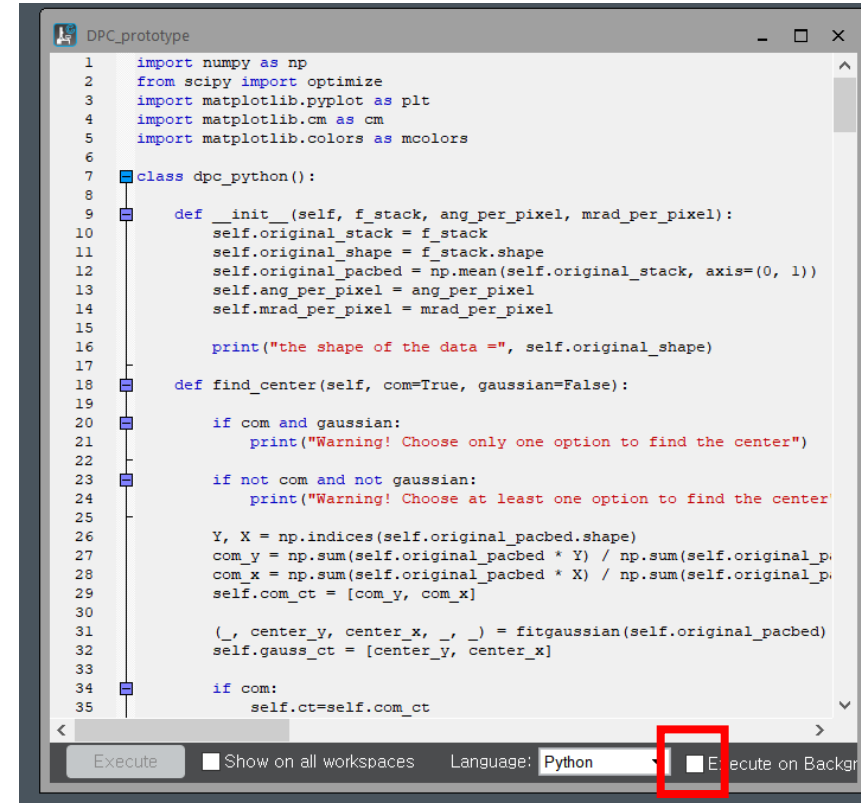 DPC_prototype
1 import numpy as np
2 from scipy import optimize
3 import matplotlib.pyplot as plt
4 import matplotlib.cm as cm
5 import matplotlib.colors as mcolors
6
7 class dpc_python():
8
9 def __init__(self, f_stack, ang_per_pixel, mrad_per_pixel):
10 self.original_stack = f_stack
11 self.original_shape = f_stack.shape
12 self.original_pacbed = np.mean(self.original_stack, axis=(0, 1))
13 self.ang_per_pixel = ang_per_pixel
14 self.mrad_per_pixel = mrad_per_pixel
15
16 print("the shape of the data =", self.original_shape)
17
18 def find_center(self, com=True, gaussian=False):
19
20 if com and gaussian:
21 print("Warning! Choose only one option to find the center")
22
23 if not com and not gaussian:
24 print("Warning! Choose at least one option to find the center"
25
26 Y, X = np.indices(self.original_pacbed.shape)
27 com_y = np.sum(self.original_pacbed * Y) / np.sum(self.original_pa
28 com_x = np.sum(self.original_pacbed * X) / np.sum(self.original_pa
29 self.com_ct = [com_y, com_x]
30
31 (_, center_y, center_x, _, _) = fitgaussian(self.original_pacbed)
32 self.gauss_ct = [center_y, center_x]
33
34 if com:
35 self.ct=self.com_ct
Execute Show on all workspaces Language: Python Execute on Backgr